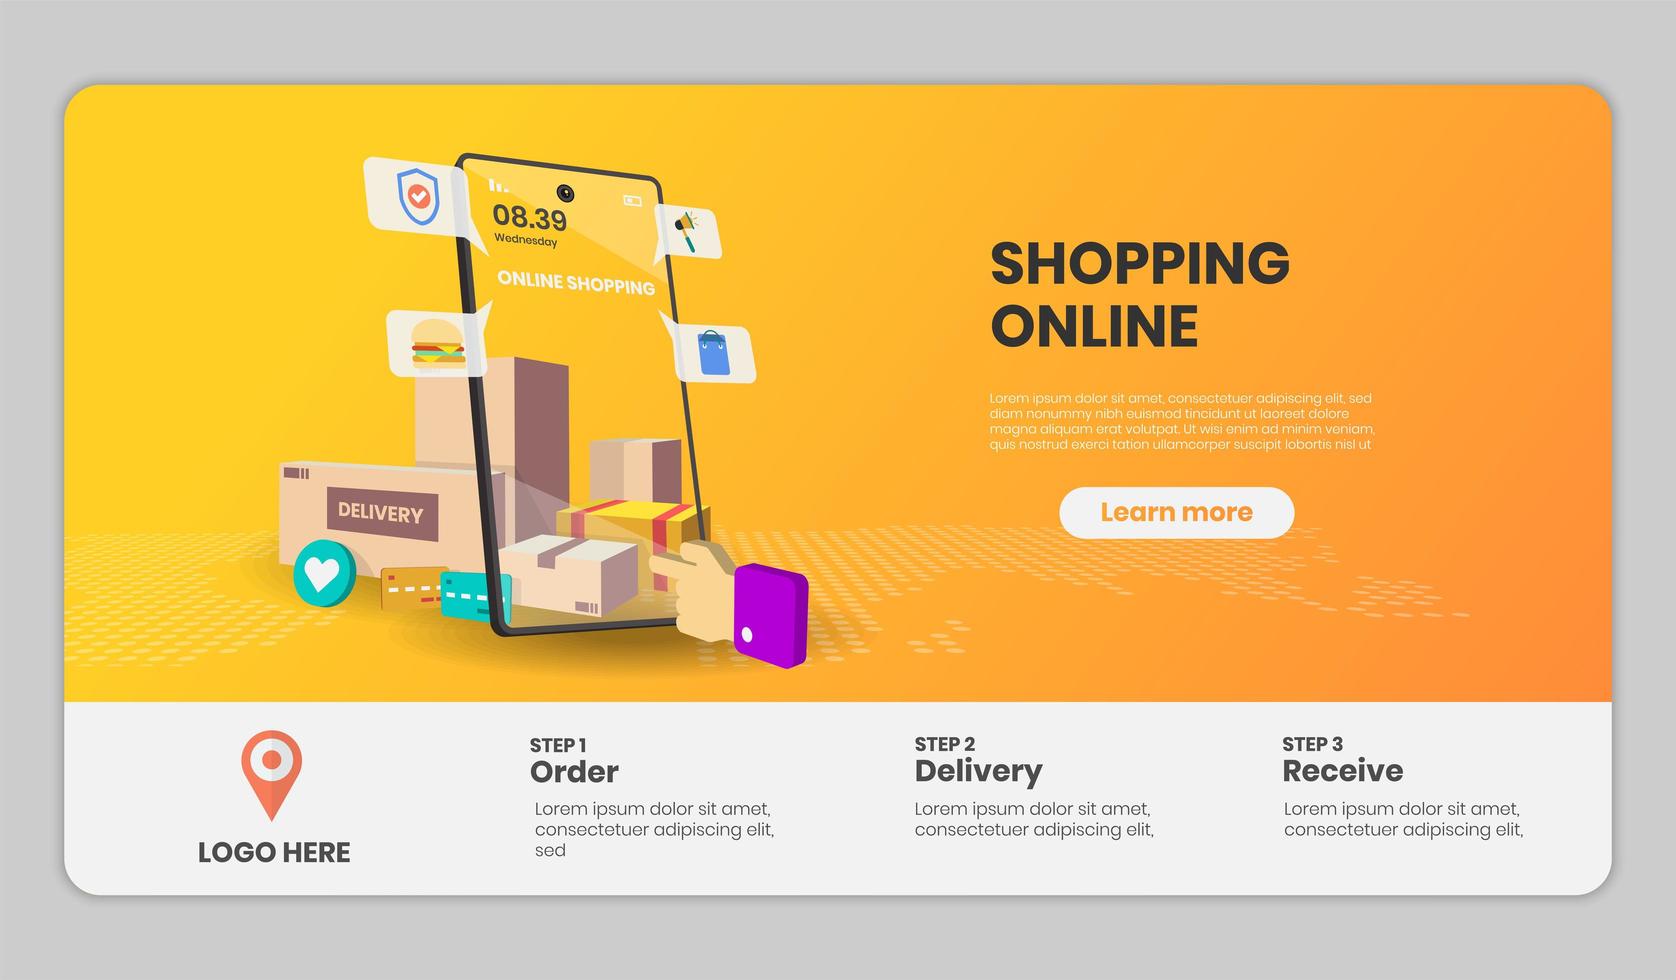 08.39
Wednesday
ONLINE SHOPPING
DELIVERY
SHOPPING
ONLINE
Lorem ipsum dolor sit amet, consectetuer adipiscing elit, sed
diam nonummy nibh euismod tincidunt ut laoreet dolore
magna aliquam erat volutpat. Ut wisi enim ad minim veniam,
quis nostrud exerci tation ullamcorper suscipit lobortis nisl ut
Learn more
LOGO HERE
STEP 1
Order
Lorem ipsum dolor sit amet,
consectetuer adipiscing elit,
sed
STEP 2
Delivery
Lorem ipsum dolor sit amet,
consectetuer adipiscing elit,
STEP 3
Receive
Lorem ipsum dolor sit amet,
consectetuer adipiscing elit,